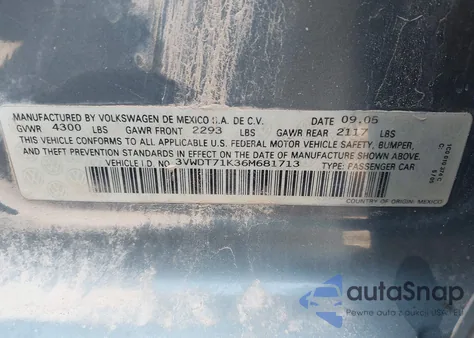 MANUFACTURED BY VOLKSWAGEN DE MEXICO S.A. DE C.V. DATE 09.05
GVWR 4300 LBS GAWR FRONT 2293 LBS GAWR REAR 2117 LBS
THIS VEHICLE CONFORMS TO ALL APPLICABLE U.S. FEDERAL MOTOR VEHICLE SAFETY, BUMPER,
AND THEFT PREVENTION STANDARDS IN EFFECT ON THE DATE OF MANUFACTURE SHOWN ABOVE.
VEHICLE I.D NO. 3VWDT71K36M681713 TYPE: PASSENGER CAR
COUNTRY OF ORIGIN: MEXICO
autoSnap